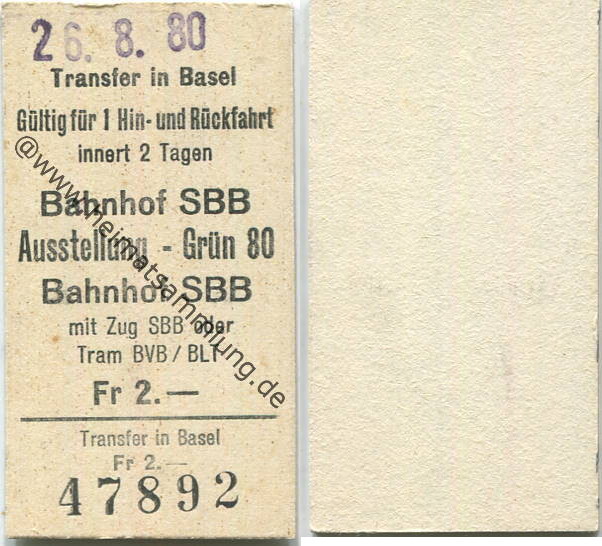 26.8.80
Transfer in Basel
Gültig für 1 Hin- und Rückfahrt
innert 2 Tagen
Bahnhof SBB
Ausstellung - Grün 80
Bahnhof SBB
mit Zug SBB oder
Tram BVB / BLT
Fr 2.—
Transfer in Basel
Fr 2.—
47892
@www.heimatsammlung.de